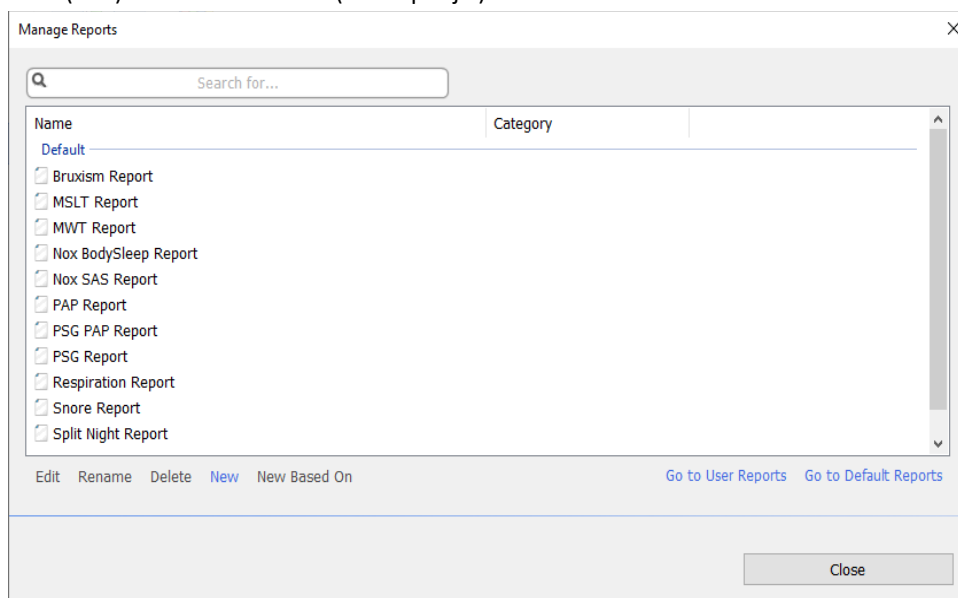 Manage Reports
Search for...
Name Category
Default
Bruxism Report
MSLT Report
MWT Report
Nox BodySleep Report
Nox SAS Report
PAP Report
PSG PAP Report
PSG Report
Respiration Report
Snore Report
Split Night Report
Edit Rename Delete New New Based On Go to User Reports Go to Default Reports
Close